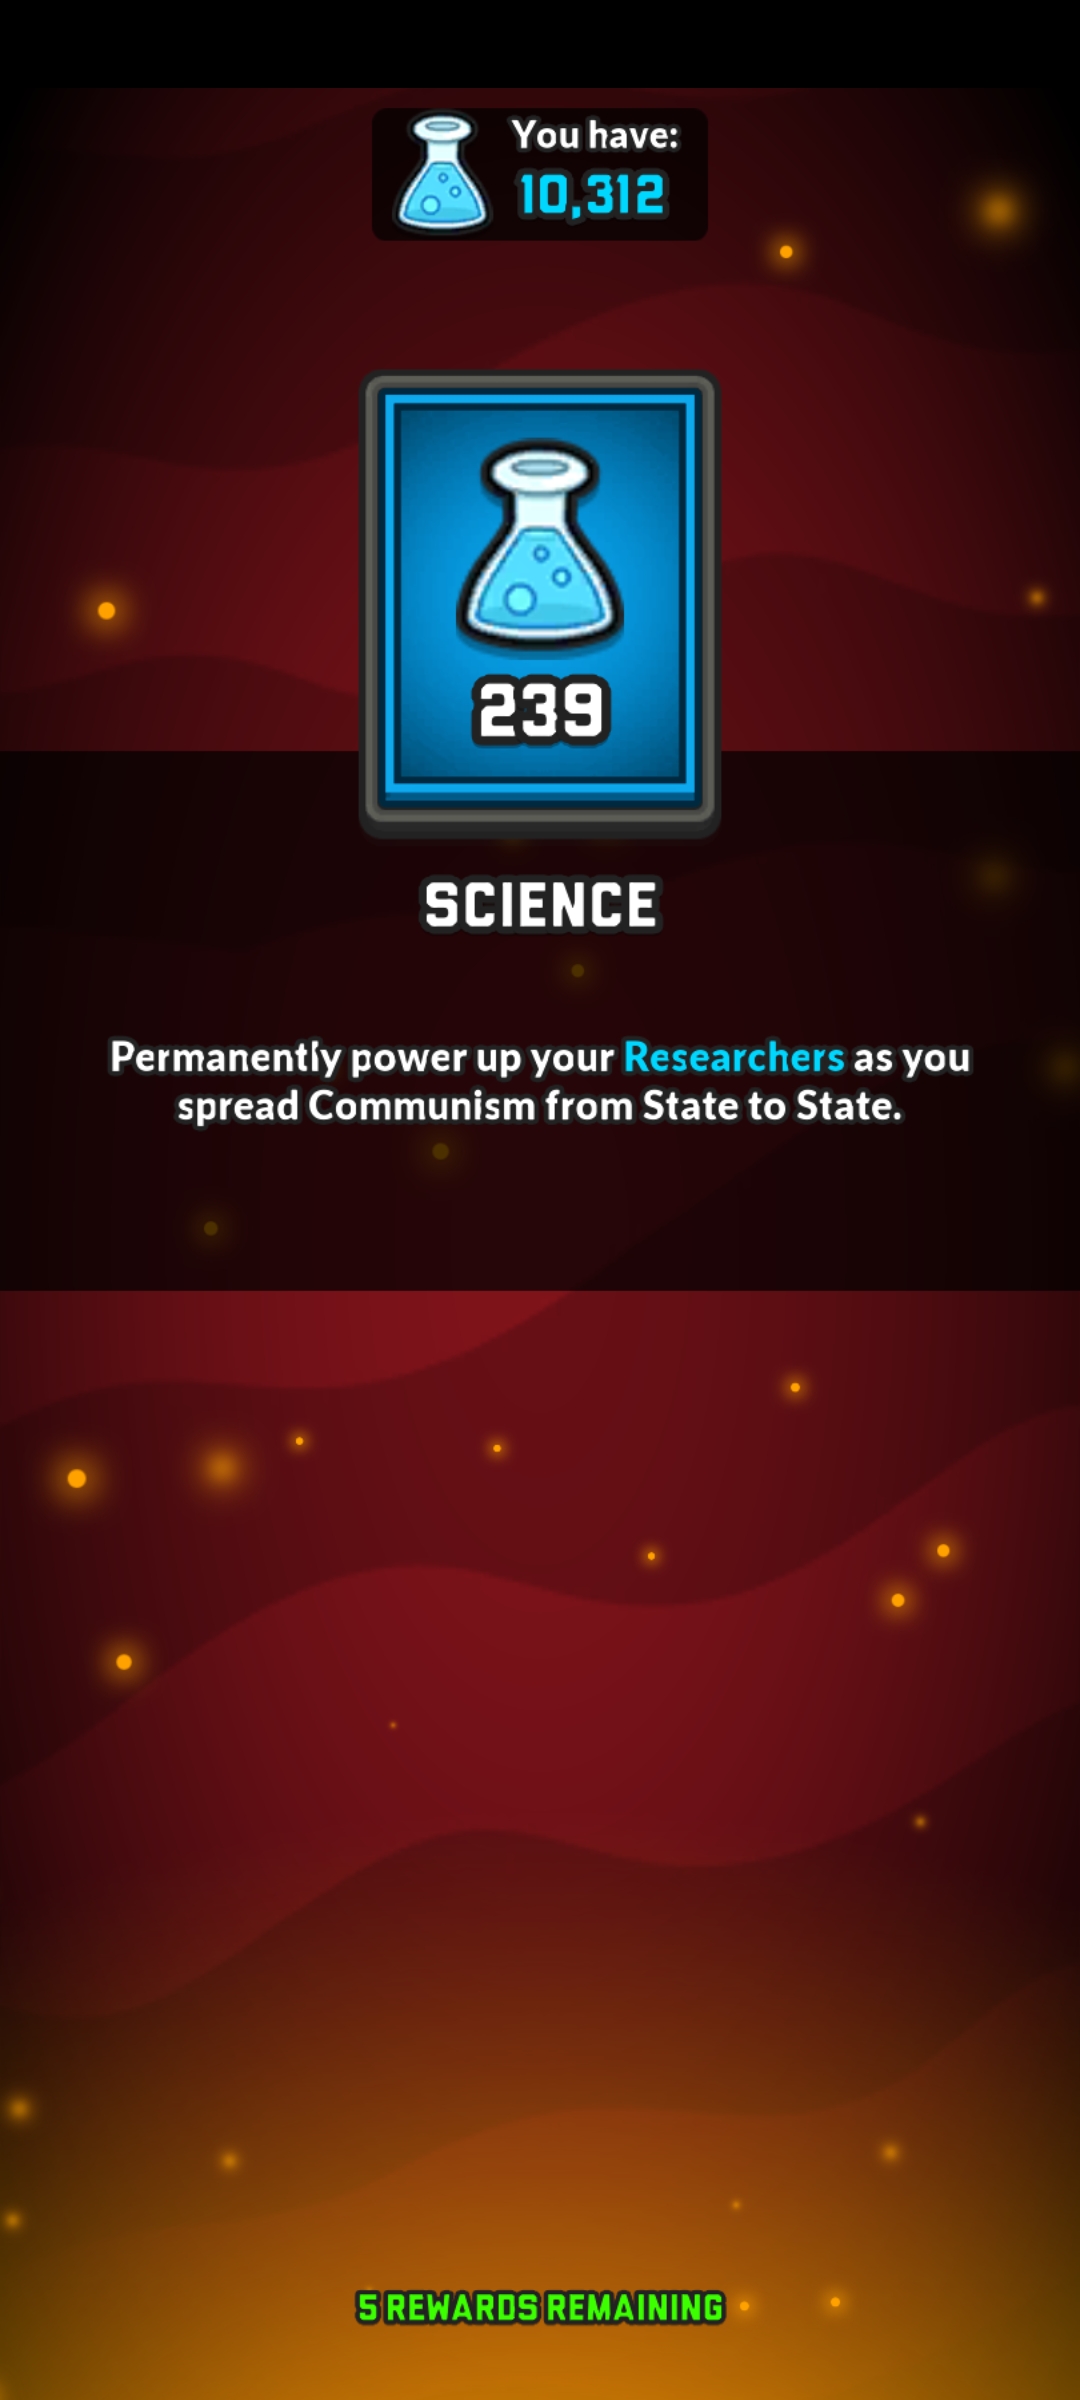 You have:
10,312
239
SCIENCE
Permanently power up your Researchers as you
spread Communism from State to State.
5 REWARDS REMAINING